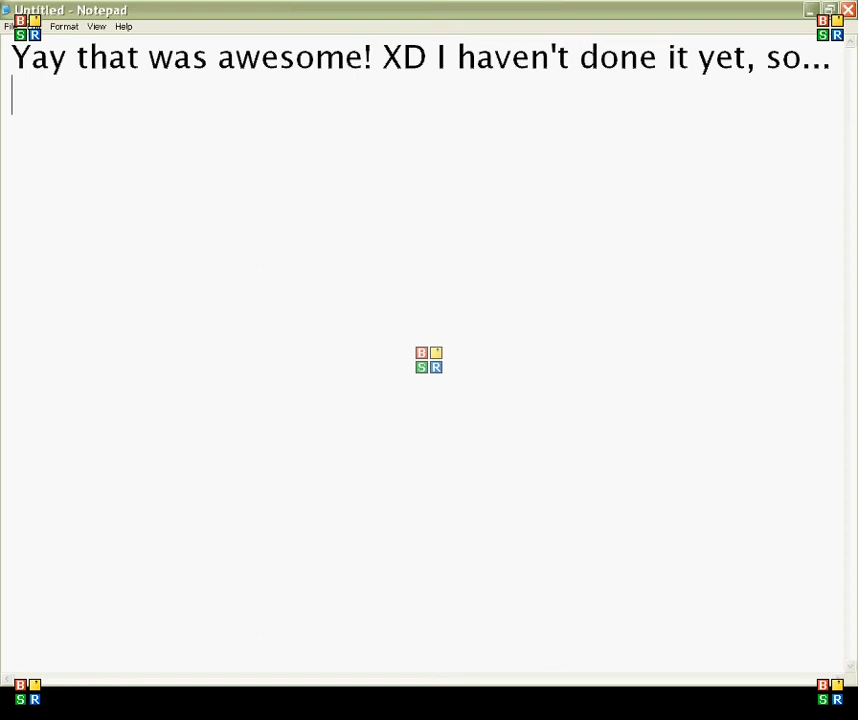 Untitled - Notepad
Format View Help
Yay that was awesome! XD I haven't done it yet, so...
B S R
B S R
B S R
B S R
B S R